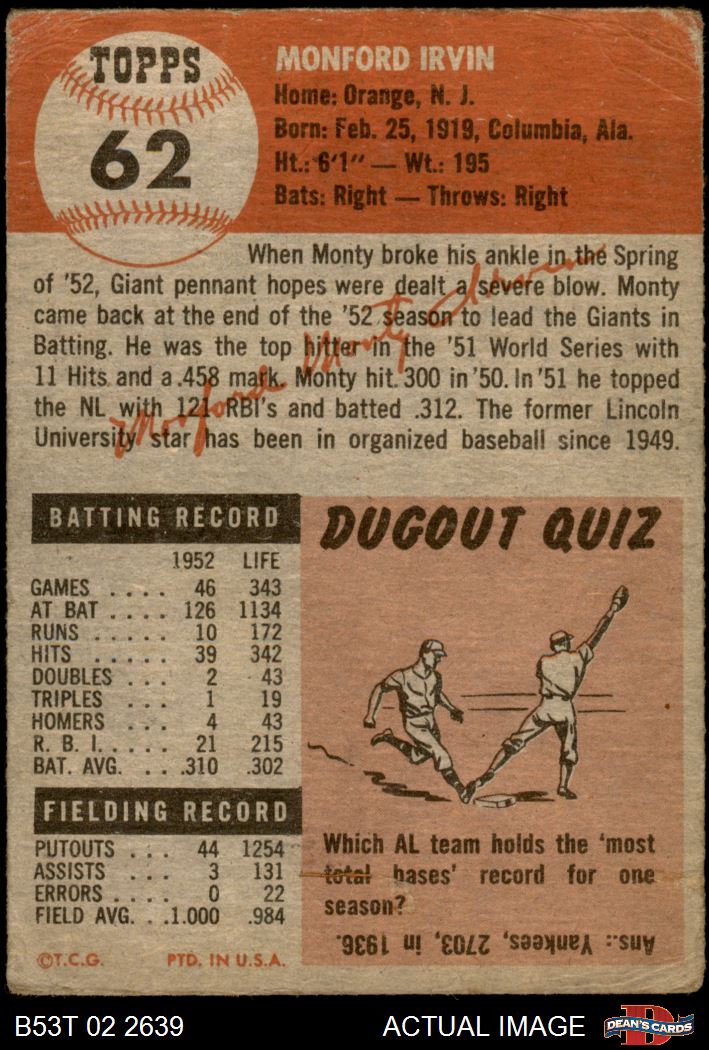 TOPPS
62
MONFORD IRVIN
Home: Orange, N. J.
Born: Feb. 25, 1919, Columbia, Ala.
Ht.: 6'1" — Wt.: 195
Bats: Right — Throws: Right
When Monty broke his ankle in the Spring
of '52, Giant pennant hopes were dealt a severe blow. Monty
came back at the end of the '52 season to lead the Giants in
Batting. He was the top hitter in the '51 World Series with
11 Hits and a .458 mark. Monty hit .300 in '50. In '51 he topped
the NL with 121 RBI's and batted .312. The former Lincoln
University star has been in organized baseball since 1949.
Monford Monty Irvin
BATTING RECORD
1952 LIFE
GAMES .... 46 343
AT BAT .... 126 1134
RUNS ..... 10 172
HITS ..... 39 342
DOUBLES ... 2 43
TRIPLES ... 1 19
HOMERS ... 4 43
R. B. I. .... 21 215
BAT. AVG. ... .310 .302
FIELDING RECORD
PUTOUTS ... 44 1254
ASSISTS ... 3 131
ERRORS .... 0 22
FIELD AVG. ..1.000 .984
©T.C.G. PTD. IN U.S.A.
DUGOUT QUIZ
Which AL team holds the 'most
total bases' record for one
season?
Ans.: Yankees, 2703, in 1936.
B53T 02 2639 ACTUAL IMAGE
D
DEAN'S CARDS